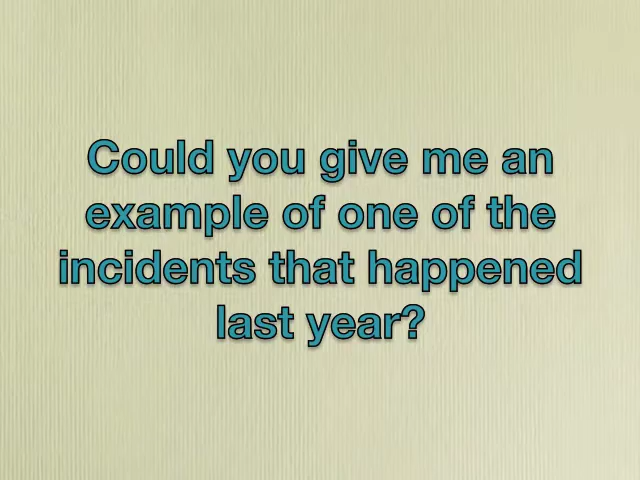 Could you give me an
example of one of the
incidents that happened
last year?